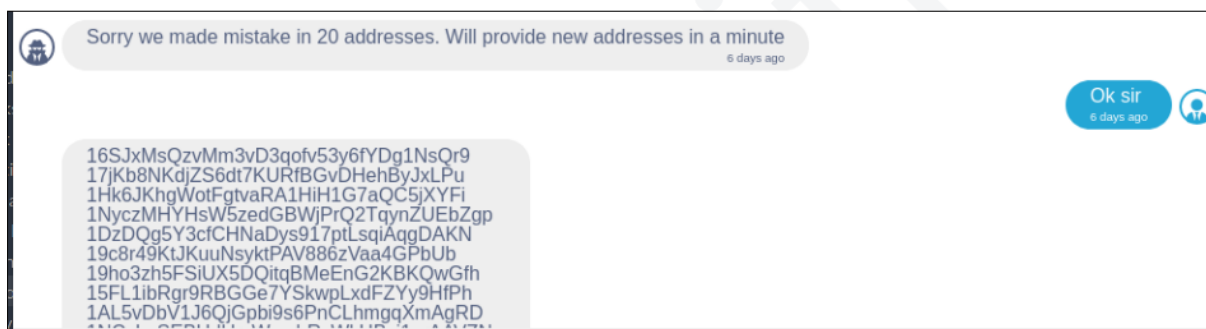 Sorry we made mistake in 20 addresses. Will provide new addresses in a minute
6 days ago
Ok sir
6 days ago
16SJxMsQzvMm3vD3qofv53y6fYDg1NsQr9
17jKb8NKdjZS6dt7KURfBGvDHehByJxLPu
1Hk6JKhgWotFgtvaRA1HiH1G7aQC5jXYFi
1NyczMHYHsW5zedGBWjPrQ2TqynZUEbZgp
1DzDQg5Y3cfCHNaDys917ptLsqiAqgDAKN
19c8r49KtJKuuNsyktPAV886zVaa4GPbUb
19ho3zh5FSiUX5DQitqBMeEnG2KBKQwGfh
15FL1ibRgr9RBGGe7YSkwpLxdFZYy9HfPh
1AL5vDbV1J6QjGpbi9s6PnCLhmgqXmAgRD